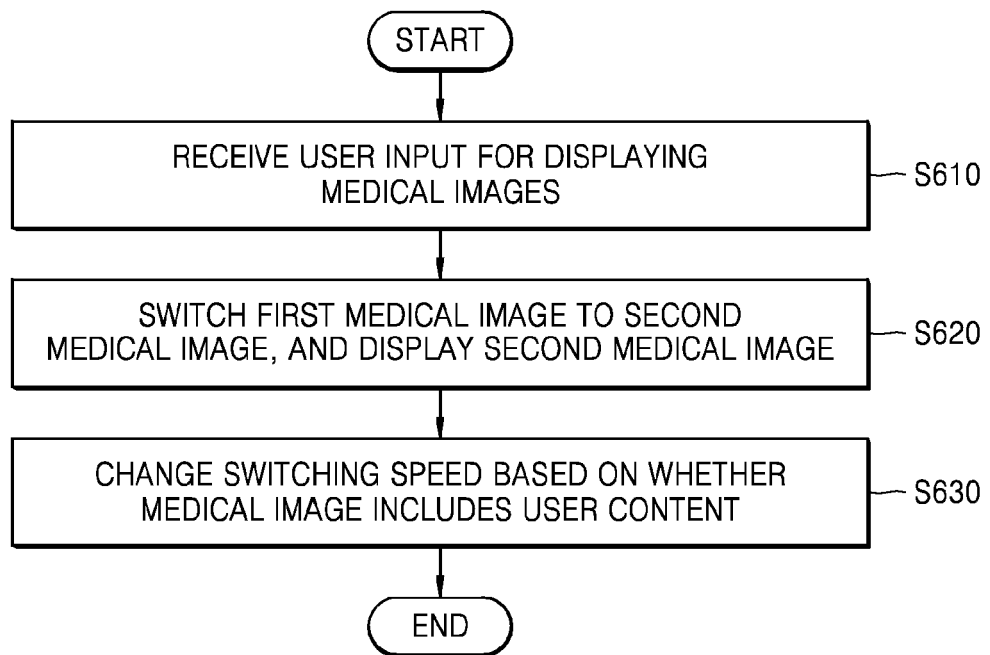 START
RECEIVE USER INPUT FOR DISPLAYING
MEDICAL IMAGES
S610
SWITCH FIRST MEDICAL IMAGE TO SECOND
MEDICAL IMAGE, AND DISPLAY SECOND MEDICAL IMAGE
S620
CHANGE SWITCHING SPEED BASED ON WHETHER
MEDICAL IMAGE INCLUDES USER CONTENT
S630
END